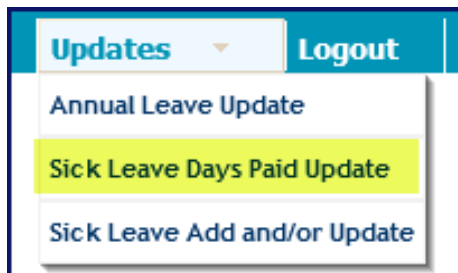 Updates Logout
Annual Leave Update
Sick Leave Days Paid Update
Sick Leave Add and/or Update